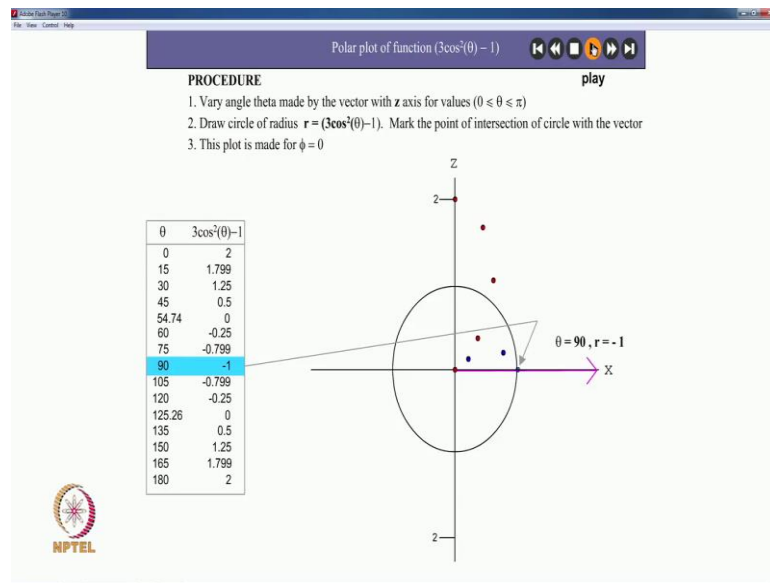 Adobe Flash Player 10
File View Control Help
Polar plot of function (3cos²(θ) – 1)
play
PROCEDURE
1. Vary angle theta made by the vector with z axis for values (0 ⩽ θ ⩽ π)
2. Draw circle of radius r = (3cos²(θ)–1). Mark the point of intersection of circle with the vector
3. This plot is made for ϕ = 0
Z
2
θ 3cos²(θ)–1
0 2
15 1.799
30 1.25
45 0.5
54.74 0
60 -0.25
75 -0.799
90 -1
105 -0.799
120 -0.25
125.26 0
135 0.5
150 1.25
165 1.799
180 2
θ = 90 , r = - 1
X
2
NPTEL